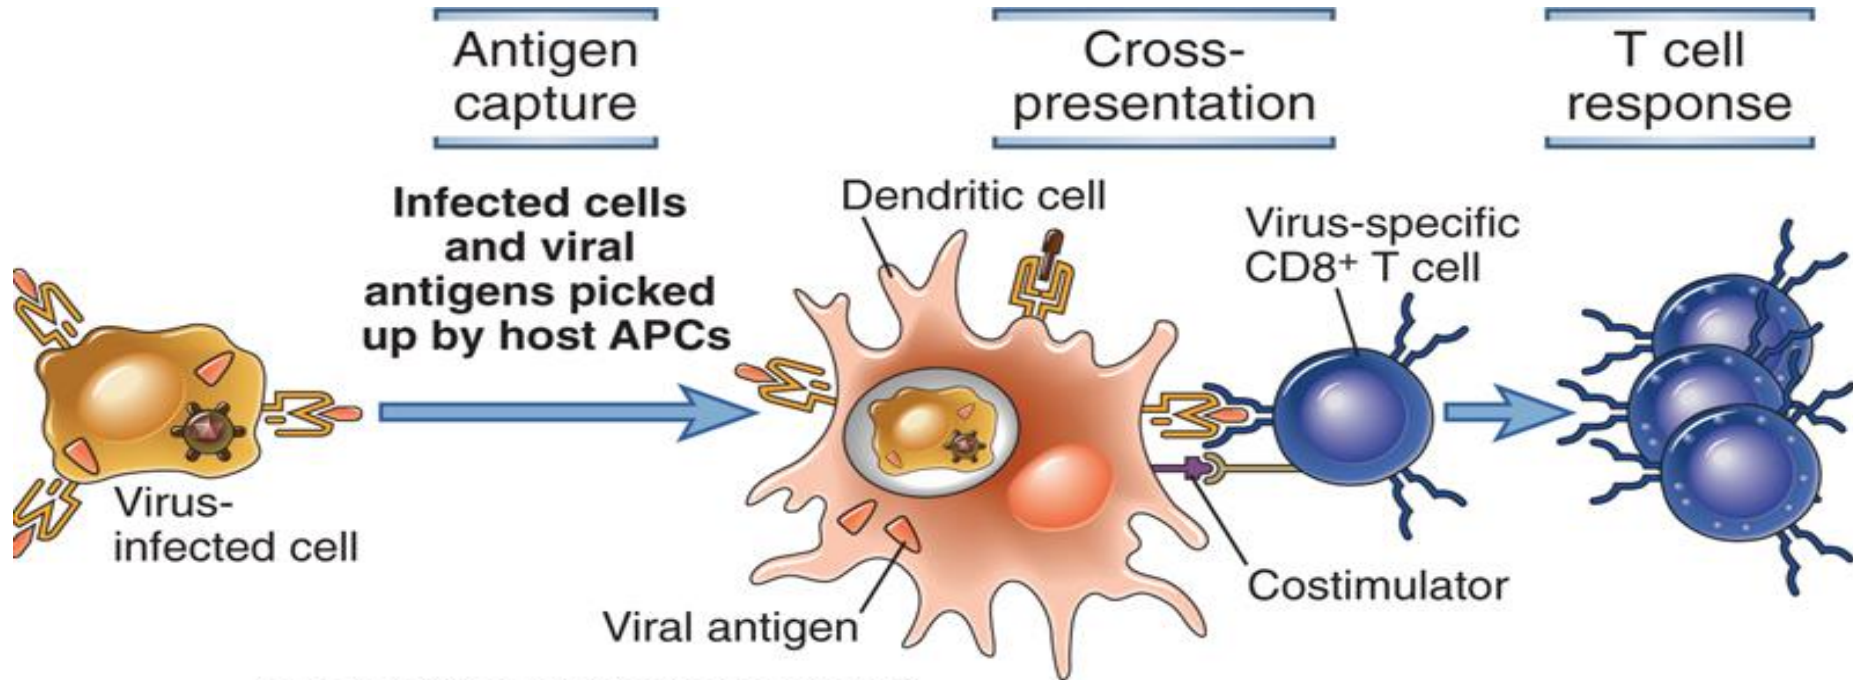 Antigen
capture
Cross-
presentation
T cell
response
Infected cells
and viral
antigens picked
up by host APCs
Dendritic cell
Virus-specific
CD8+ T cell
Virus-
infected cell
Viral antigen
Costimulator